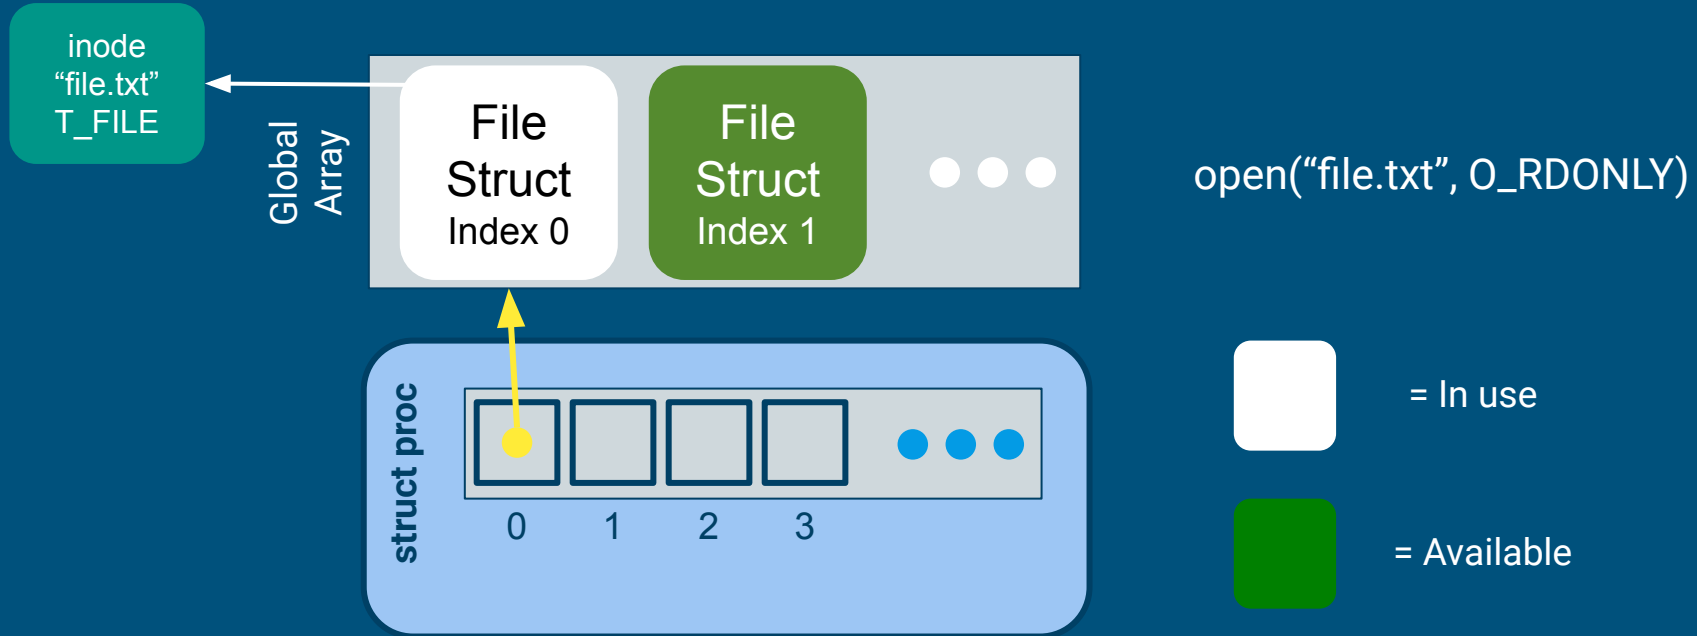 inode
“file.txt”
T_FILE
Global
Array
File
Struct
Index 0
File
Struct
Index 1
open(“file.txt”, O_RDONLY)
struct proc
0
1
2
3
= In use
= Available